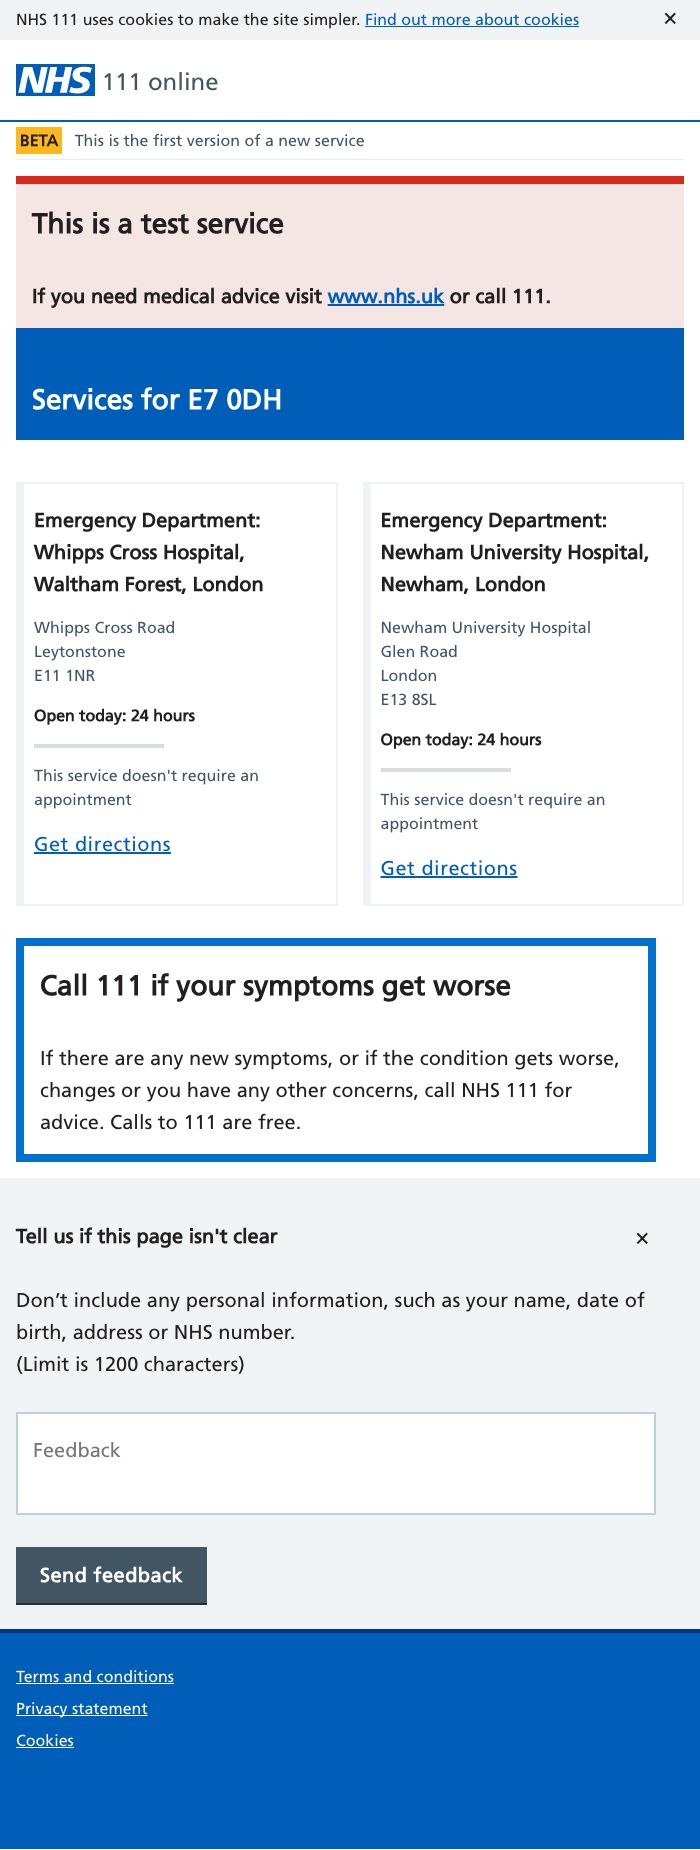 NHS 111 uses cookies to make the site simpler. Find out more about cookies ✕
NHS 111 online
BETA This is the first version of a new service
This is a test service
If you need medical advice visit www.nhs.uk or call 111.
Services for E7 0DH
Emergency Department:
Whipps Cross Hospital,
Waltham Forest, London
Whipps Cross Road
Leytonstone
E11 1NR
Open today: 24 hours
This service doesn't require an
appointment
Get directions
Emergency Department:
Newham University Hospital,
Newham, London
Newham University Hospital
Glen Road
London
E13 8SL
Open today: 24 hours
This service doesn't require an
appointment
Get directions
Call 111 if your symptoms get worse
If there are any new symptoms, or if the condition gets worse,
changes or you have any other concerns, call NHS 111 for
advice. Calls to 111 are free.
Tell us if this page isn't clear ✕
Don’t include any personal information, such as your name, date of
birth, address or NHS number.
(Limit is 1200 characters)
Feedback
Send feedback
Terms and conditions
Privacy statement
Cookies